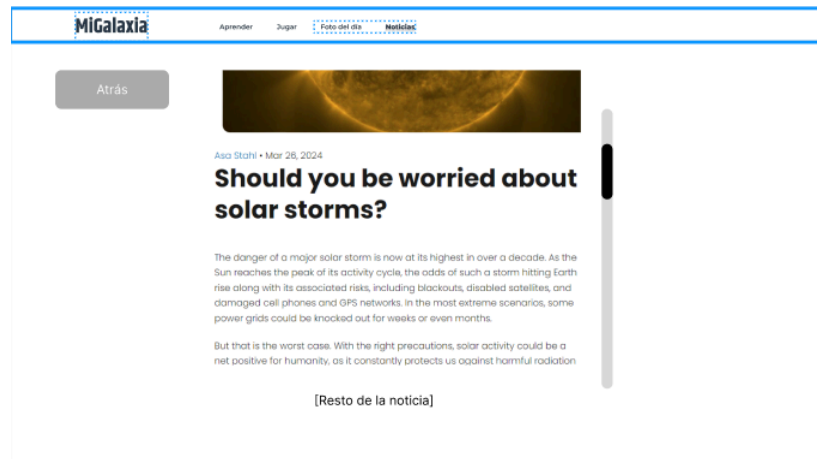 MiGalaxia
Aprender Jugar Foto del día Noticias
Atrás
Asa Stahl • Mar 26, 2024
Should you be worried about
solar storms?
The danger of a major solar storm is now at its highest in over a decade. As the
Sun reaches the peak of its activity cycle, the odds of such a storm hitting Earth
rise along with its associated risks, including blackouts, disabled satellites, and
damaged cell phones and GPS networks. In the most extreme scenarios, some
power grids could be knocked out for weeks or even months.
But that is the worst case. With the right precautions, solar activity could be a
net positive for humanity, as it constantly protects us against harmful radiation
[Resto de la noticia]